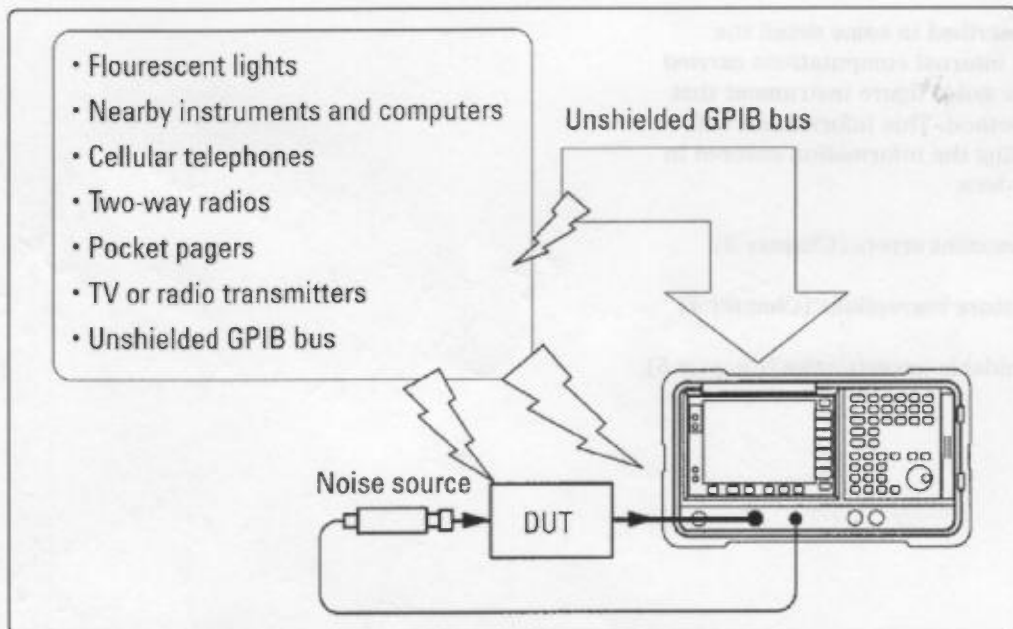 • Flourescent lights
• Nearby instruments and computers
• Cellular telephones
• Two-way radios
• Pocket pagers
• TV or radio transmitters
• Unshielded GPIB bus
Unshielded GPIB bus
Noise source
DUT